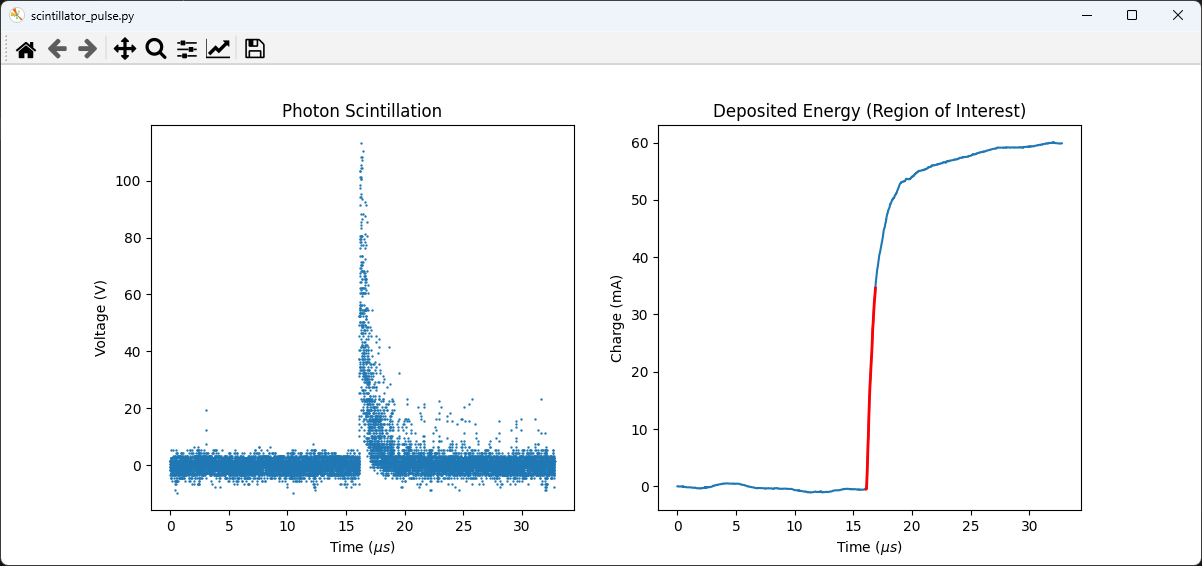 scintillator_pulse.py
Photon Scintillation
Voltage (V)
100
80
60
40
20
0
0 5 10 15 20 25 30
Time (μs)
Deposited Energy (Region of Interest)
Charge (mA)
60
50
40
30
20
10
0
0 5 10 15 20 25 30
Time (μs)